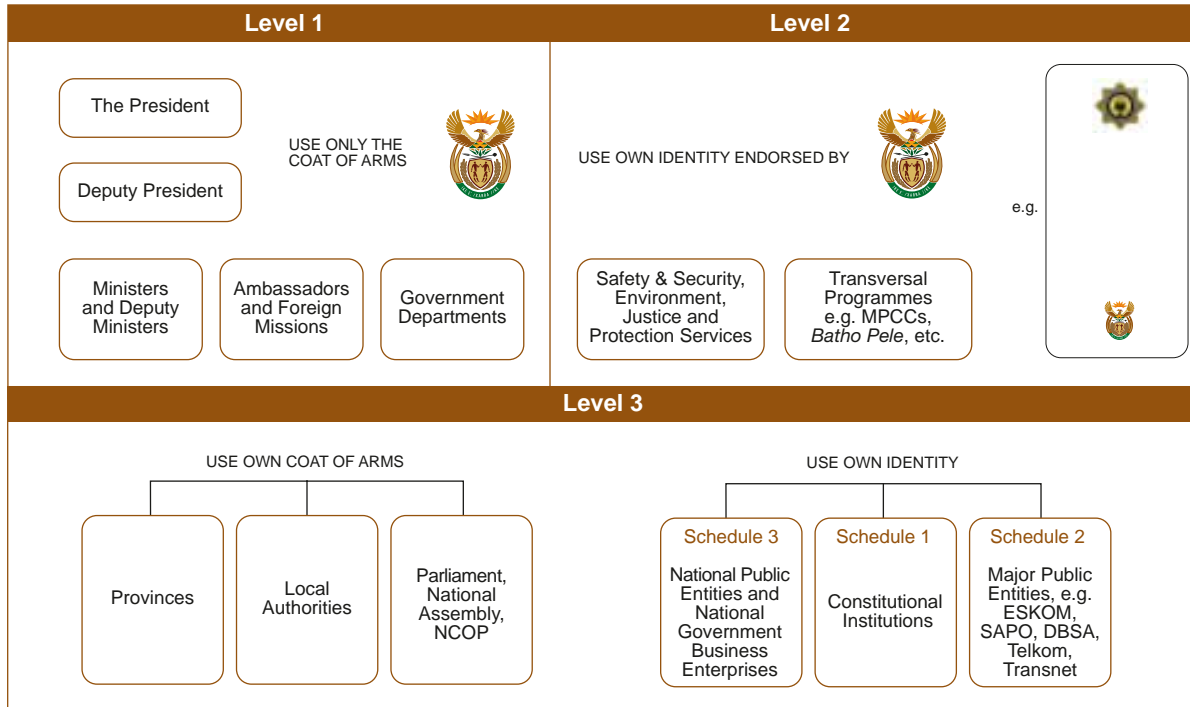 Level 1
The President
Deputy President
USE ONLY THE
COAT OF ARMS
Ministers
and Deputy
Ministers
Ambassadors
and Foreign
Missions
Government
Departments
Level 2
USE OWN IDENTITY ENDORSED BY
e.g.
Safety & Security,
Environment,
Justice and
Protection Services
Transversal
Programmes
e.g. MPCCs,
Batho Pele, etc.
Level 3
USE OWN COAT OF ARMS
Provinces
Local
Authorities
Parliament,
National
Assembly,
NCOP
USE OWN IDENTITY
Schedule 3
National Public
Entities and
National
Government
Business
Enterprises
Schedule 1
Constitutional
Institutions
Schedule 2
Major Public
Entities, e.g.
ESKOM,
SAPO, DBSA,
Telkom,
Transnet